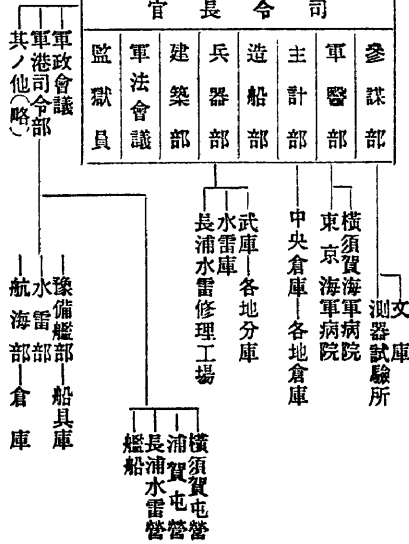 司令長官
參謀部
軍醫部
主計部
造船部
兵器部
建築部
軍法會議
監獄員
文庫
測器試驗所
橫須賀海軍病院
東京海軍病院
中央倉庫―各地倉庫
武庫―各地分庫
水雷庫
長浦水雷修理工場
軍政會議
軍港司令部
其ノ他(略)
豫備艦部―船具庫
水雷部
航海部―倉庫
橫須賀屯營
浦賀屯營
長浦水雷營
艦船